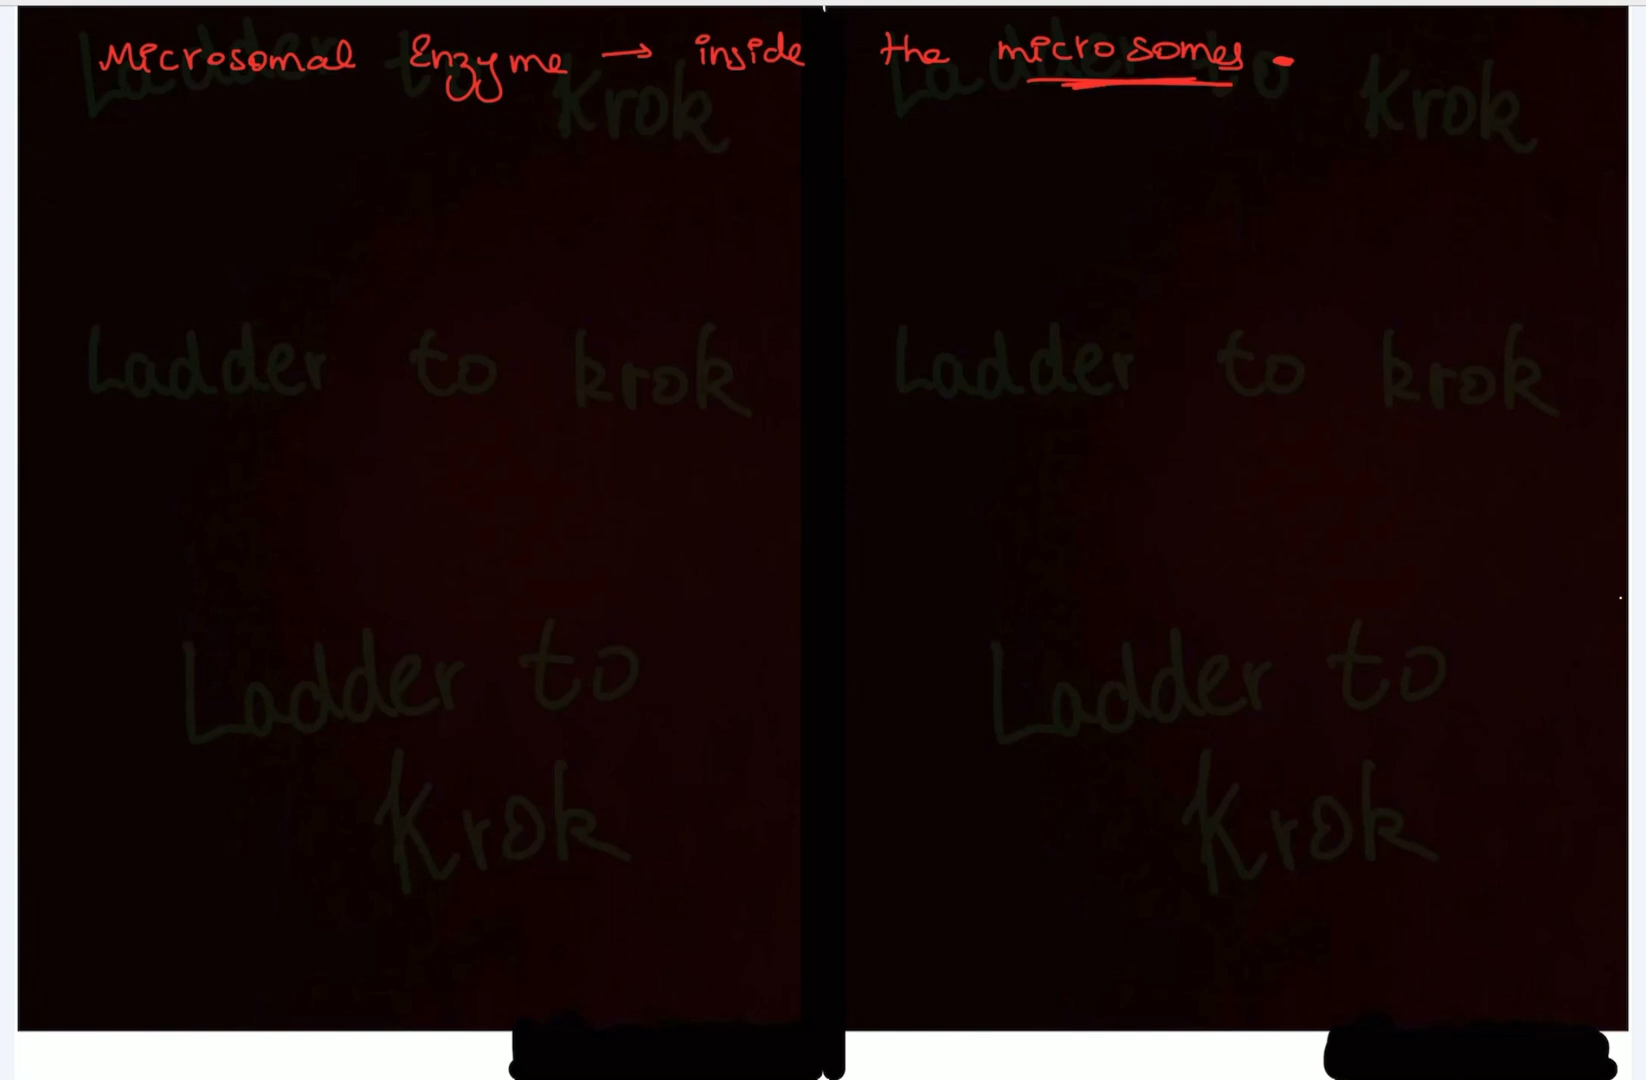 Microsomal Enzyme → inside the microsomes.
Ladder to Krok Ladder to Krok
Ladder to krok Ladder to krok
Ladder to Ladder to
Krok Krok